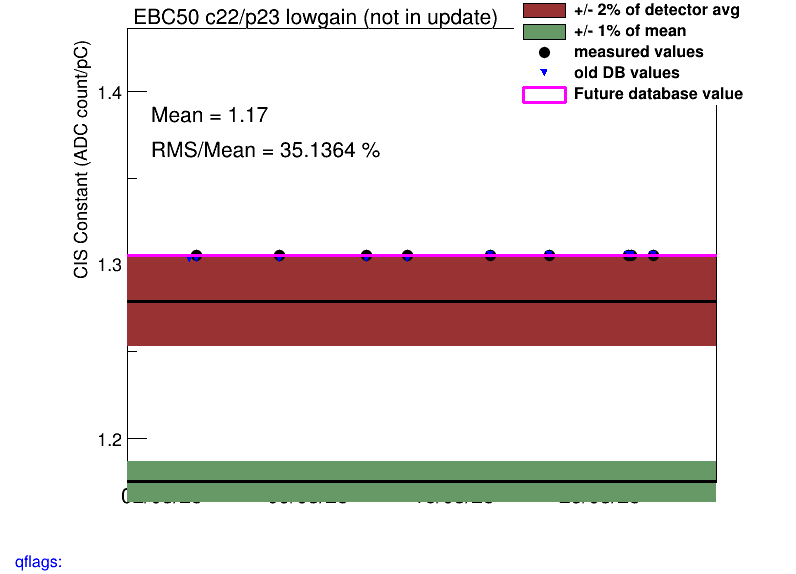 EBC50 c22/p23 lowgain (not in update)
+/- 2% of detector avg
+/- 1% of mean
measured values
old DB values
Future database value
CIS Constant (ADC count/pC)
1.4
Mean = 1.17
RMS/Mean = 35.1364 %
1.3
1.2
qflags: